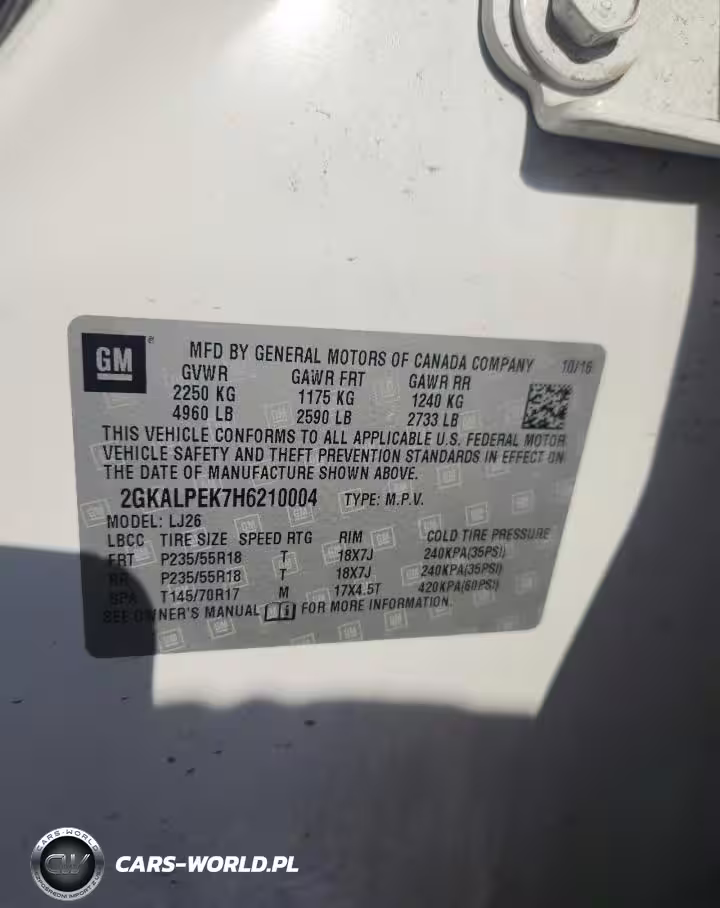 GM
MFD BY GENERAL MOTORS OF CANADA COMPANY 10/16
GVWR GAWR FRT GAWR RR
2250 KG 1175 KG 1240 KG
4960 LB 2590 LB 2733 LB
THIS VEHICLE CONFORMS TO ALL APPLICABLE U.S. FEDERAL MOTOR
VEHICLE SAFETY AND THEFT PREVENTION STANDARDS IN EFFECT ON
THE DATE OF MANUFACTURE SHOWN ABOVE.
2GKALPEK7H6210004 TYPE: M.P.V.
MODEL: LJ26
LBCC TIRE SIZE SPEED RTG RIM COLD TIRE PRESSURE
FRT P235/55R18 T 18X7J 240KPA(35PSI)
RR P235/55R18 T 18X7J 240KPA(35PSI)
SPA T145/70R17 M 17X4.5T 420KPA(60PSI)
SEE OWNER'S MANUAL i FOR MORE INFORMATION.
CARS-WORLD
CW
CARS-WORLD.PL